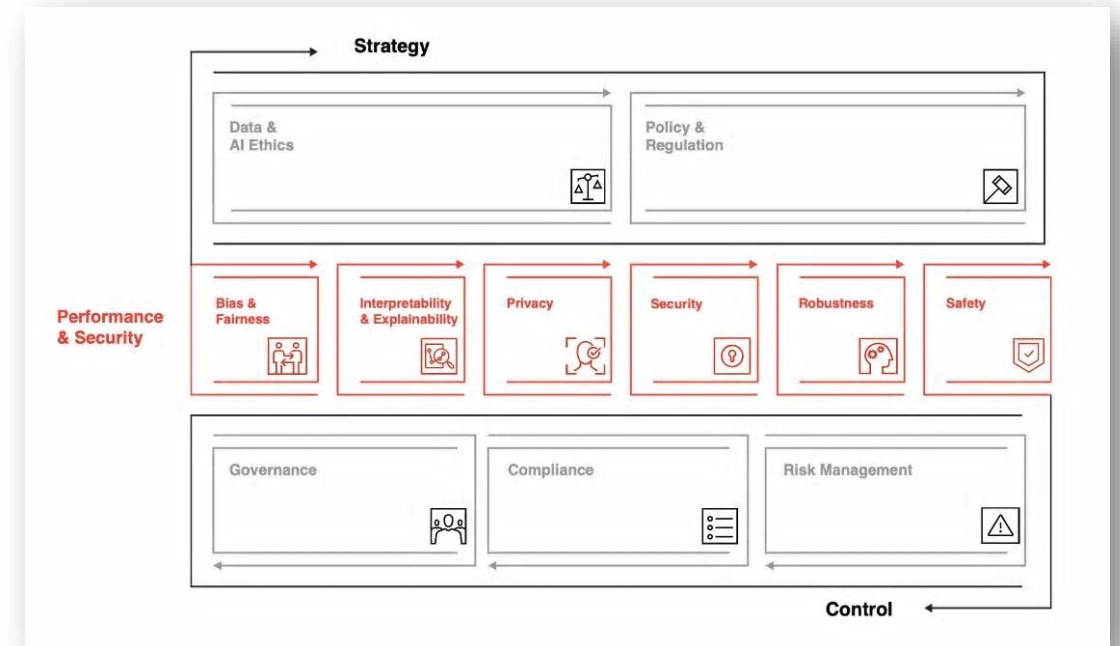 Strategy
Data &
AI Ethics
Policy &
Regulation
Performance
& Security
Bias &
Fairness
Interpretability
& Explainability
Privacy
Security
Robustness
Safety
Governance
Compliance
Risk Management
Control